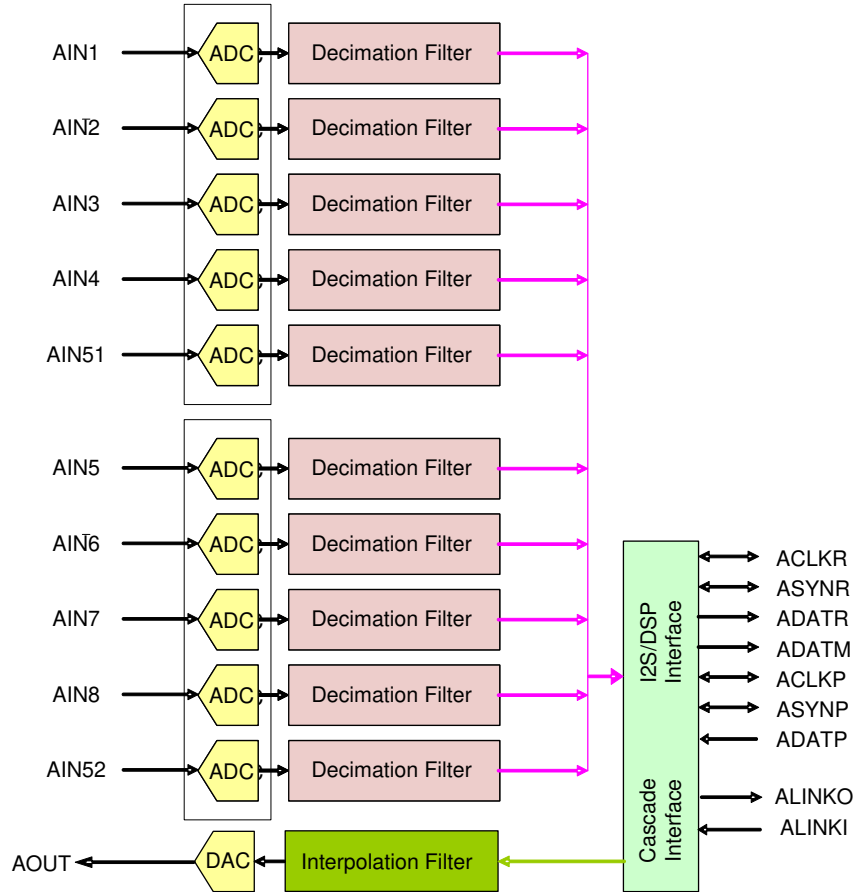 AIN1 ADC Decimation Filter
AIN2 ADC Decimation Filter
AIN3 ADC Decimation Filter
AIN4 ADC Decimation Filter
AIN51 ADC Decimation Filter
AIN5 ADC Decimation Filter
AIN6 ADC Decimation Filter
AIN7 ADC Decimation Filter
AIN8 ADC Decimation Filter
AIN52 ADC Decimation Filter
AOUT DAC Interpolation Filter
I2S/DSP
Interface
Cascade
Interface
ACLKR
ASYNR
ADATR
ADATM
ACLKP
ASYNP
ADATP
ALINKO
ALINKI